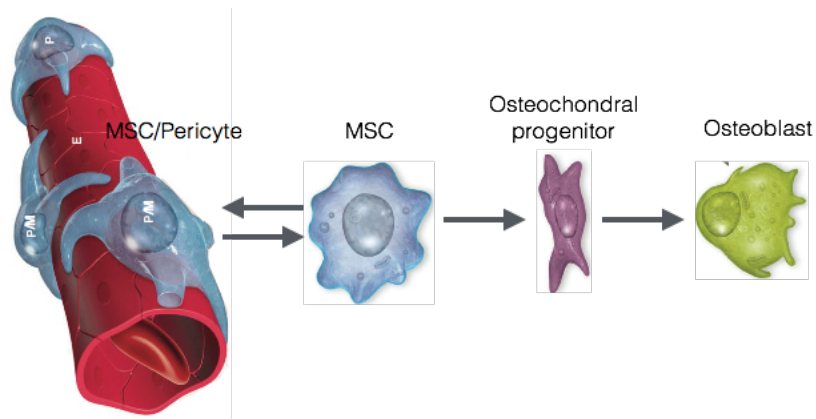 P
E
MSC/Pericyte
P/M
P/M
MSC
Osteochondral
progenitor
Osteoblast